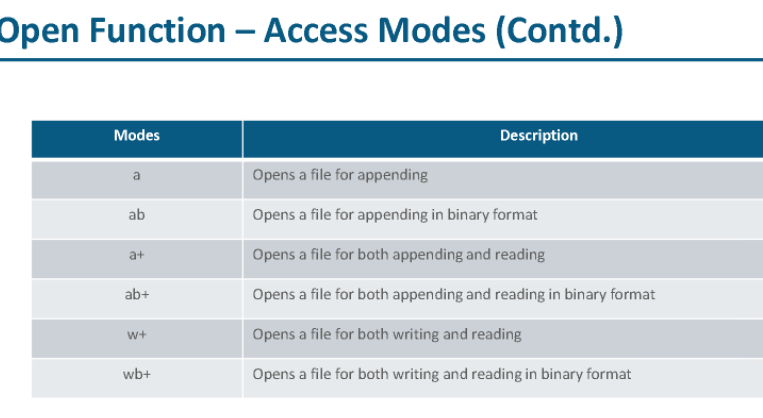 Open Function – Access Modes (Contd.)
Modes Description
a Opens a file for appending
ab Opens a file for appending in binary format
a+ Opens a file for both appending and reading
ab+ Opens a file for both appending and reading in binary format
w+ Opens a file for both writing and reading
wb+ Opens a file for both writing and reading in binary format